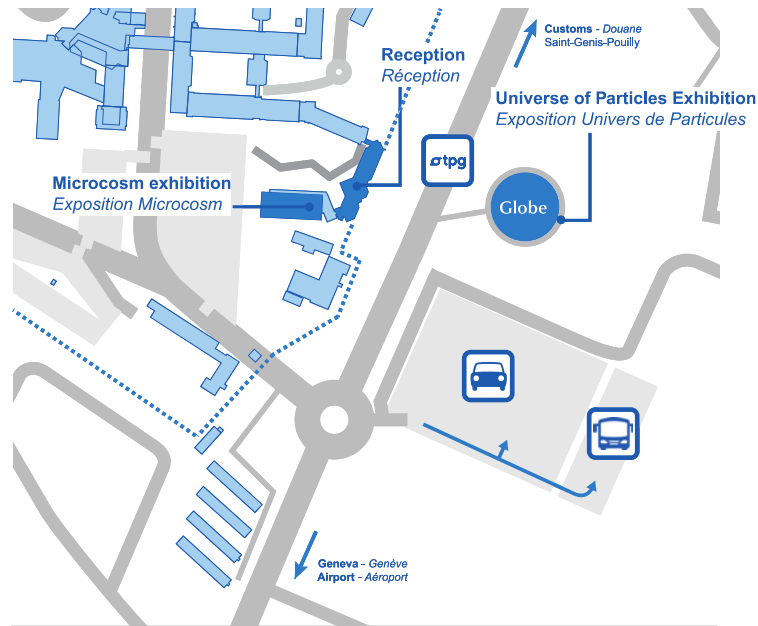 Customs - Douane
Saint-Genis-Pouilly
Reception
Réception
Universe of Particles Exhibition
Exposition Univers de Particules
tpg
Microcosm exhibition
Exposition Microcosm
Globe
Geneva - Genève
Airport - Aéroport